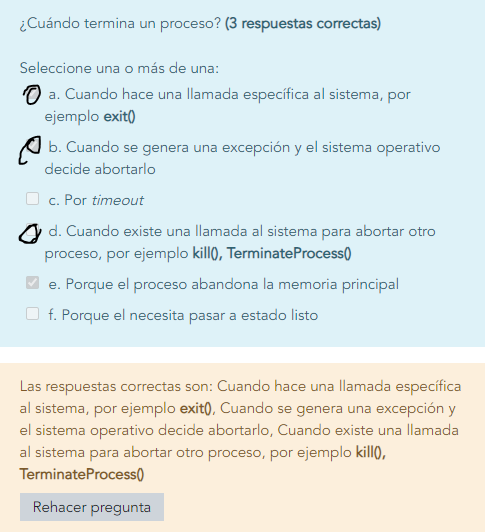 ¿Cuándo termina un proceso? (3 respuestas correctas)
Seleccione una o más de una:
a. Cuando hace una llamada específica al sistema, por
ejemplo exit()
b. Cuando se genera una excepción y el sistema operativo
decide abortarlo
c. Por timeout
d. Cuando existe una llamada al sistema para abortar otro
proceso, por ejemplo kill(), TerminateProcess()
e. Porque el proceso abandona la memoria principal
f. Porque el necesita pasar a estado listo
Las respuestas correctas son: Cuando hace una llamada específica
al sistema, por ejemplo exit(), Cuando se genera una excepción y
el sistema operativo decide abortarlo, Cuando existe una llamada
al sistema para abortar otro proceso, por ejemplo kill(),
TerminateProcess()
Rehacer pregunta